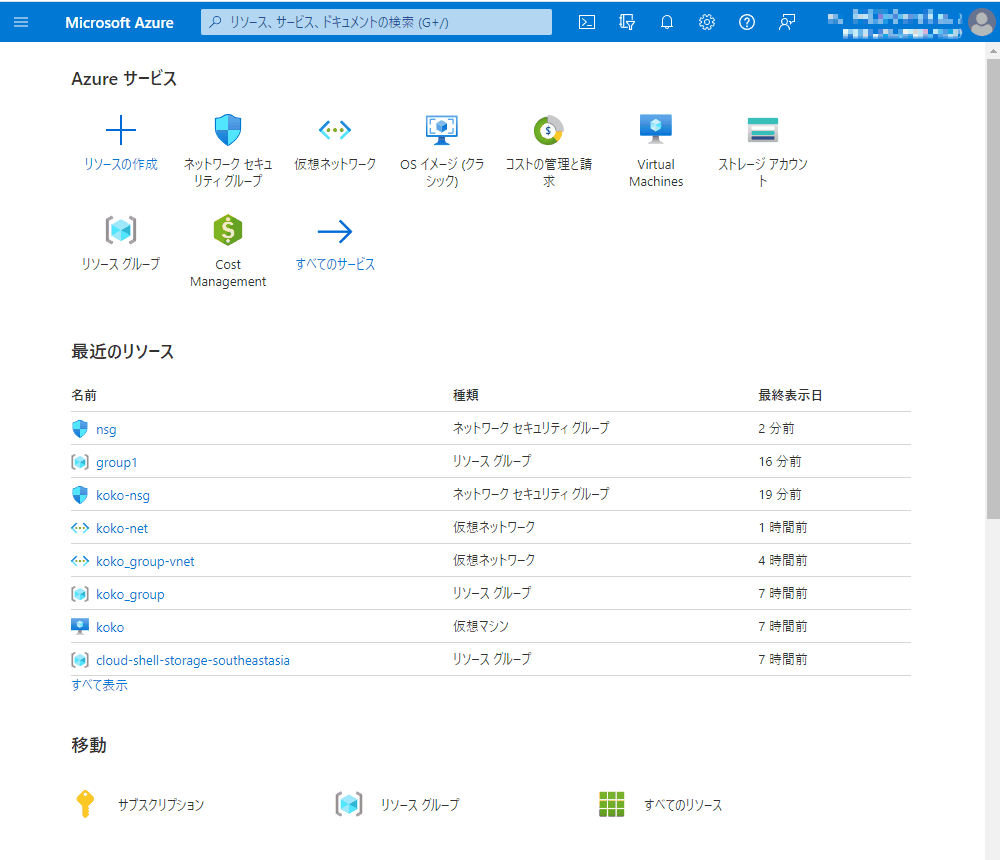 Microsoft Azure
リソース、サービス、ドキュメントの検索 (G+/)
Azure サービス
リソースの作成
ネットワーク セキュ
リティ グループ
仮想ネットワーク
OS イメージ (クラ
シック)
コストの管理と請
求
Virtual
Machines
ストレージ アカウン
ト
リソース グループ
Cost
Management
すべてのサービス
最近のリソース
名前 種類 最終表示日
nsg ネットワーク セキュリティ グループ 2 分前
group1 リソース グループ 16 分前
koko-nsg ネットワーク セキュリティ グループ 19 分前
koko-net 仮想ネットワーク 1 時間前
koko_group-vnet 仮想ネットワーク 4 時間前
koko_group リソース グループ 7 時間前
koko 仮想マシン 7 時間前
cloud-shell-storage-southeastasia リソース グループ 7 時間前
すべて表示
移動
サブスクリプション リソース グループ すべてのリソース